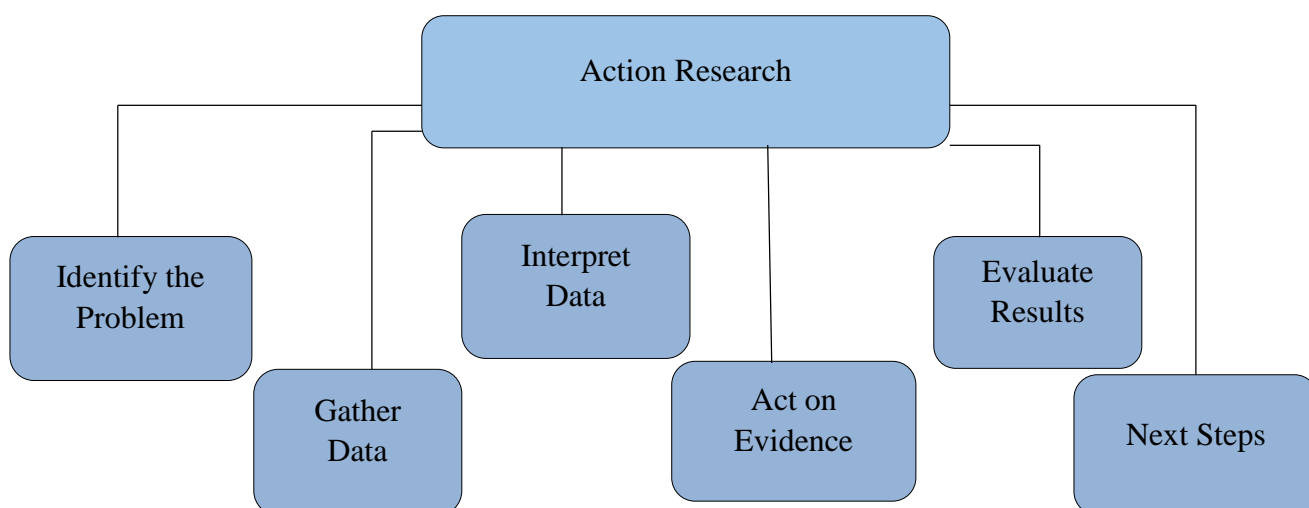 Action Research
Identify the
Problem
Gather
Data
Interpret
Data
Act on
Evidence
Evaluate
Results
Next Steps